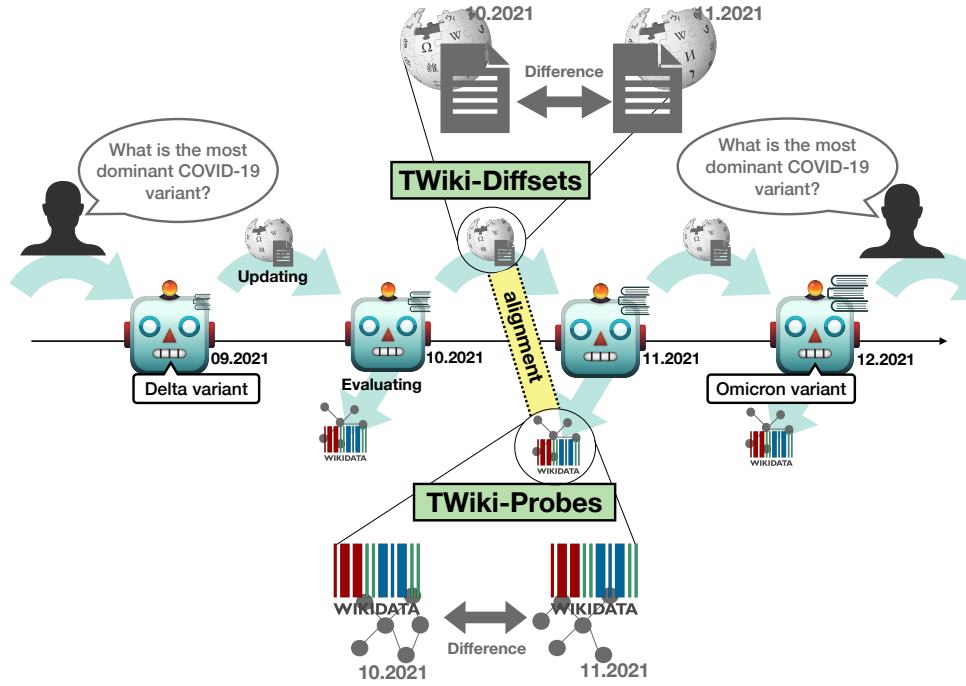 10.2021
11.2021
Difference
What is the most
dominant COVID-19
variant?
What is the most
dominant COVID-19
variant?
TWiki-Diffsets
Updating
alignment
09.2021
10.2021
11.2021
12.2021
Delta variant
Evaluating
Omicron variant
WIKIDATA
WIKIDATA
WIKIDATA
TWiki-Probes
WIKIDATA
WIKIDATA
Difference
10.2021
11.2021